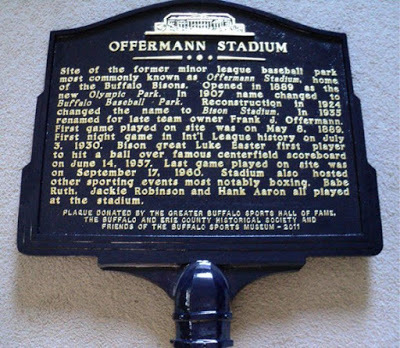 OFFERMANN STADIUM
Site of the former minor league baseball park
most commonly known as Offermann Stadium, home
of the Buffalo Bisons. Opened in 1889 as the
new Olympic Park. In 1907 name changed to
Buffalo Baseball Park. Reconstruction in 1924
changed the name to Bison Stadium. In 1935
renamed for late team owner Frank J. Offermann.
First game played on site was on May 8, 1889.
First night game in Int'l League history on July
3, 1930. Bison great Luke Easter first player
to hit a ball over famous centerfield scoreboard
on June 14, 1957. Last game played on site was
on September 17, 1960. Stadium also hosted
other sporting events most notably boxing. Babe
Ruth, Jackie Robinson and Hank Aaron all played
at the stadium.
PLAQUE DONATED BY THE GREATER BUFFALO SPORTS HALL OF FAME,
THE BUFFALO AND ERIE COUNTY HISTORICAL SOCIETY AND
FRIENDS OF THE BUFFALO SPORTS MUSEUM - 2011